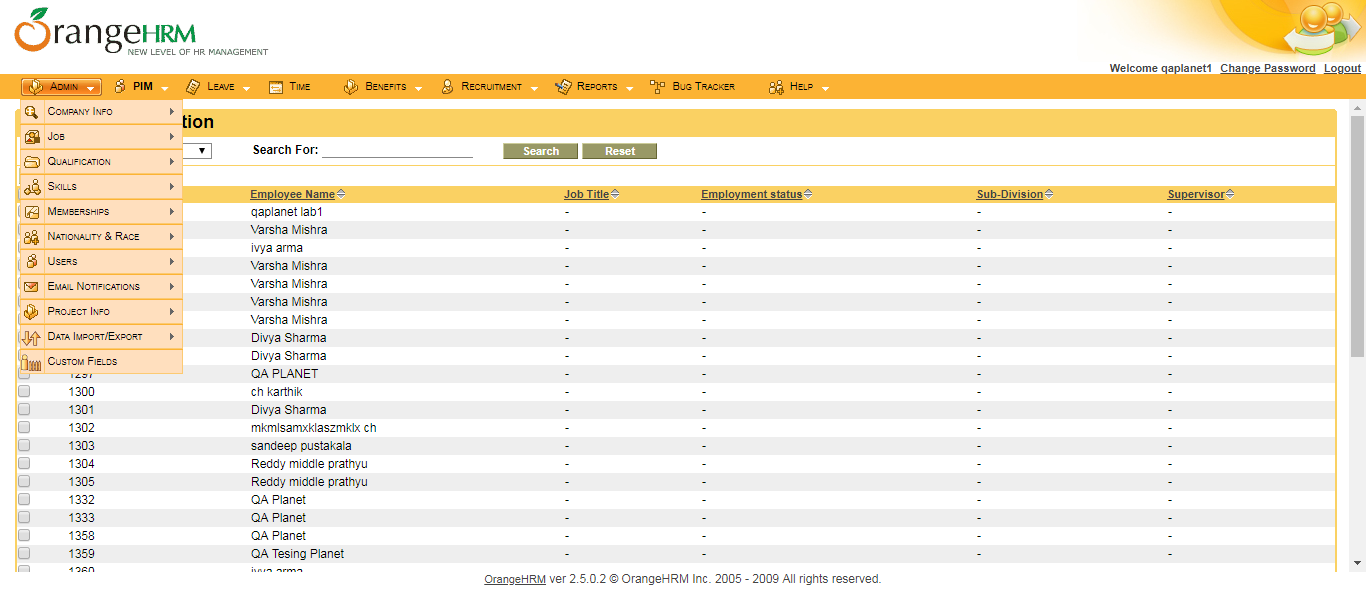 OrangeHRM
NEW LEVEL OF HR MANAGEMENT
Welcome qaplanet1 Change Password Logout
Admin PIM Leave Time Benefits Recruitment Reports Bug Tracker Help
Company Info
Job
Qualification
Skills
Memberships
Nationality & Race
Users
Email Notifications
Project Info
Data Import/Export
Custom Fields
tion
Search For: Search Reset
Employee Name Job Title Employment status Sub-Division Supervisor
qaplanet lab1 - - - -
Varsha Mishra - - - -
ivya arma - - - -
Varsha Mishra - - - -
Varsha Mishra - - - -
Varsha Mishra - - - -
Varsha Mishra - - - -
Divya Sharma - - - -
Divya Sharma - - - -
1297 QA PLANET - - - -
1300 ch karthik - - - -
1301 Divya Sharma - - - -
1302 mkmlsamxklaszmklx ch - - - -
1303 sandeep pustakala - - - -
1304 Reddy middle prathyu - - - -
1305 Reddy middle prathyu - - - -
1332 QA Planet - - - -
1333 QA Planet - - - -
1358 QA Planet - - - -
1359 QA Tesing Planet - - - -
1360 ivya arma - - - -
OrangeHRM ver 2.5.0.2 © OrangeHRM Inc. 2005 - 2009 All rights reserved.